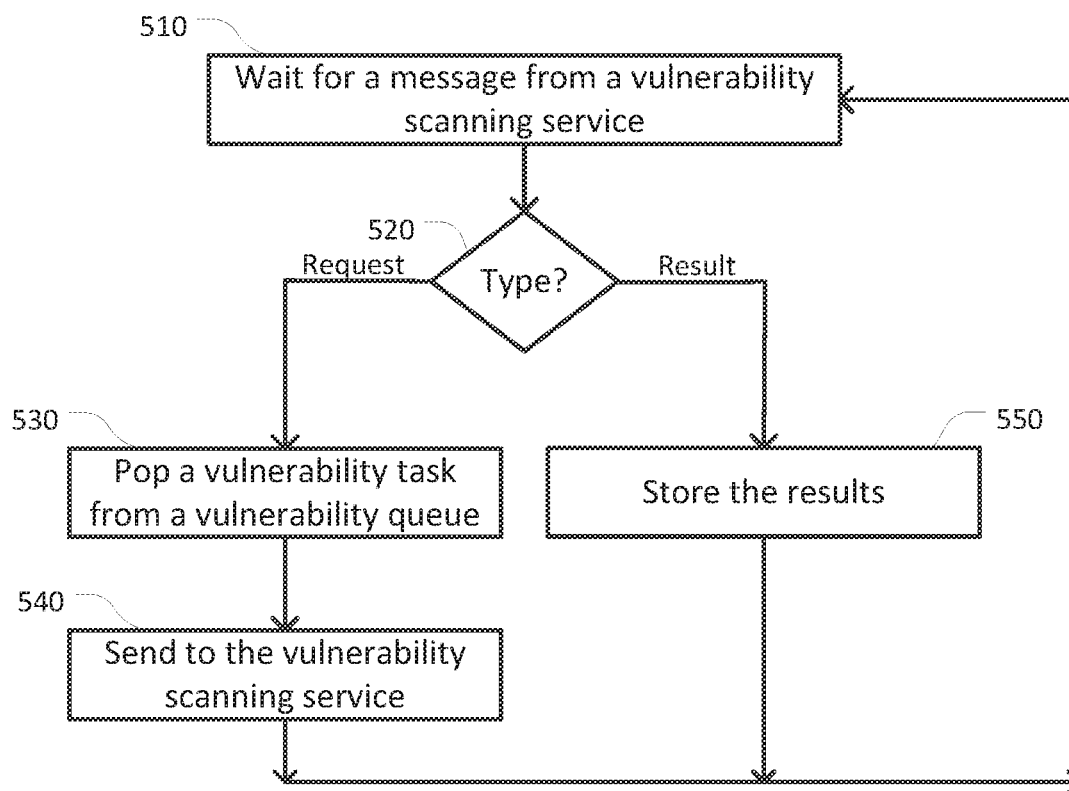 510
Wait for a message from a vulnerability
scanning service
520
Request
Type?
Result
530
550
Pop a vulnerability task
from a vulnerability queue
Store the results
540
Send to the vulnerability
scanning service